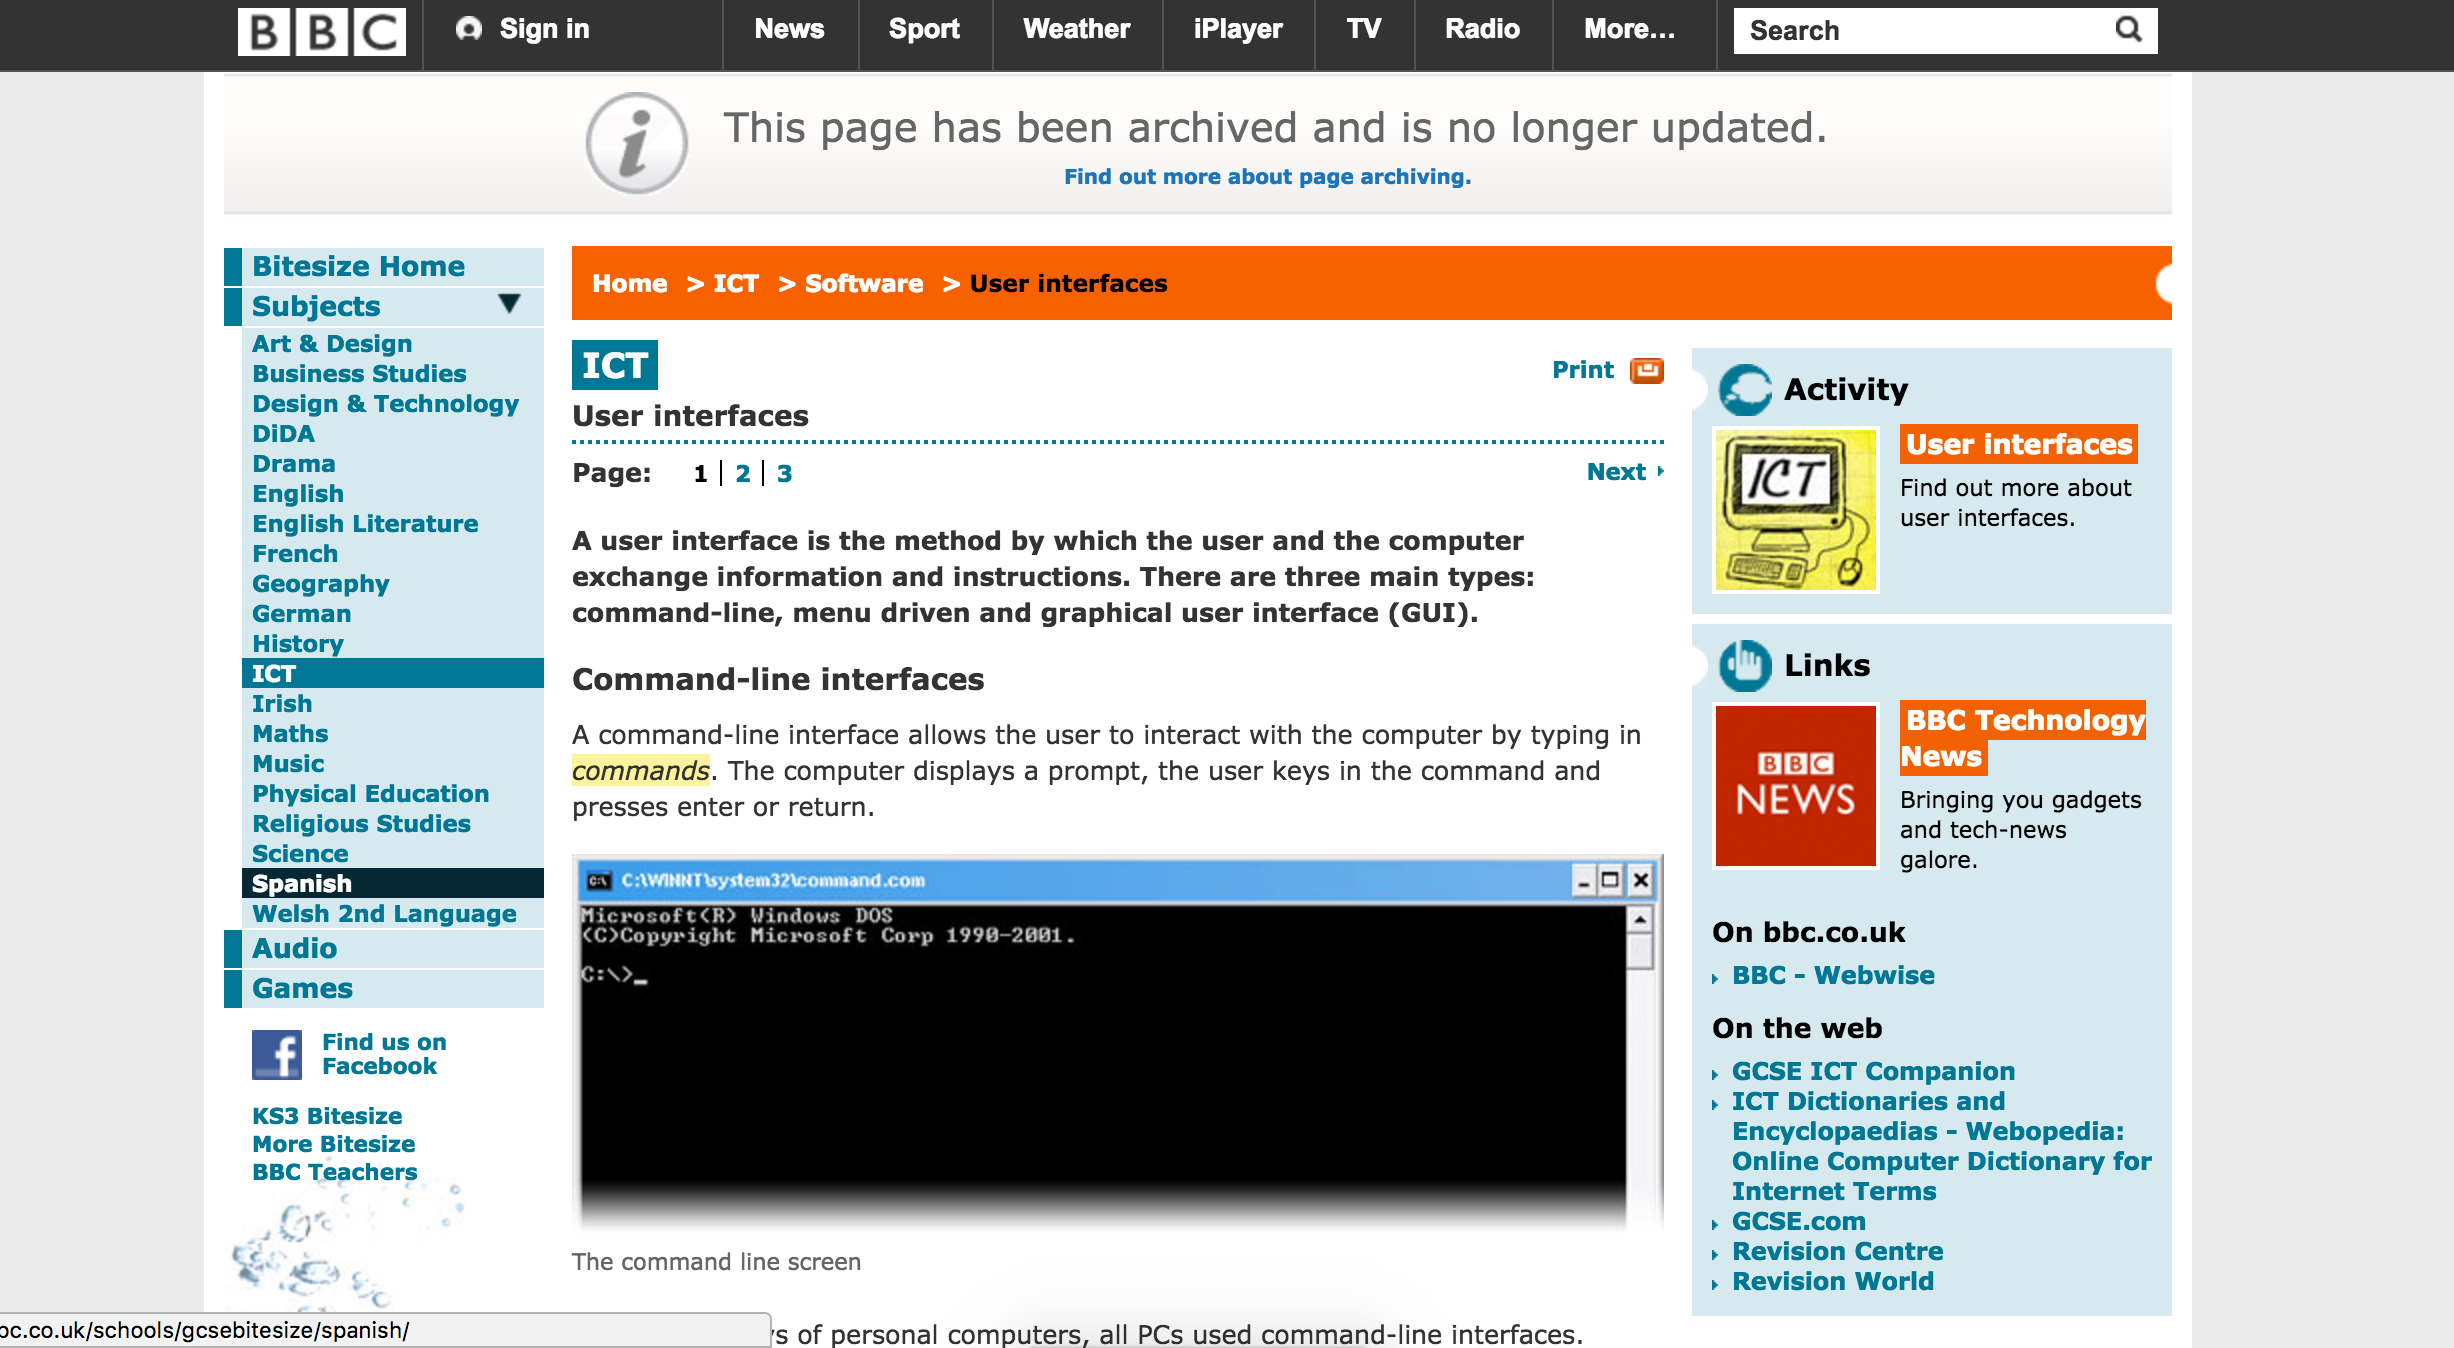 BBC
Sign in
News
Sport
Weather
iPlayer
TV
Radio
More...
Search
This page has been archived and is no longer updated.
Find out more about page archiving.
Bitesize Home
Subjects
Art & Design
Business Studies
Design & Technology
DiDA
Drama
English
English Literature
French
Geography
German
History
ICT
Irish
Maths
Music
Physical Education
Religious Studies
Science
Spanish
Welsh 2nd Language
Audio
Games
Find us on
Facebook
KS3 Bitesize
More Bitesize
BBC Teachers
Home > ICT > Software > User interfaces
ICT
Print
User interfaces
Page: 1 | 2 | 3
Next
A user interface is the method by which the user and the computer
exchange information and instructions. There are three main types:
command-line, menu driven and graphical user interface (GUI).
Command-line interfaces
A command-line interface allows the user to interact with the computer by typing in
commands. The computer displays a prompt, the user keys in the command and
presses enter or return.
C:\WINNT\system32\command.com
Microsoft(R) Windows DOS
(C)Copyright Microsoft Corp 1990-2001.
C:\>_
The command line screen
s of personal computers, all PCs used command-line interfaces.
Activity
ICT
User interfaces
Find out more about
user interfaces.
Links
BBC
NEWS
BBC Technology
News
Bringing you gadgets
and tech-news
galore.
On bbc.co.uk
BBC - Webwise
On the web
GCSE ICT Companion
ICT Dictionaries and
Encyclopaedias - Webopedia:
Online Computer Dictionary for
Internet Terms
GCSE.com
Revision Centre
Revision World
bc.co.uk/schools/gcsebitesize/spanish/